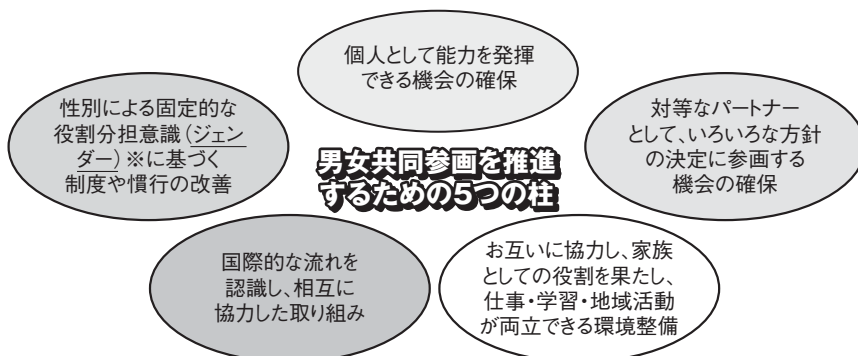 個人として能力を発揮
できる機会の確保
性別による固定的な
役割分担意識(ジェン
ダー)※に基づく
制度や慣行の改善
男女共同参画を推進
するための5つの柱
対等なパートナー
として、いろいろな方針
の決定に参画する
機会の確保
国際的な流れを
認識し、相互に
協力した取り組み
お互いに協力し、家族
としての役割を果たし、
仕事・学習・地域活動
が両立できる環境整備